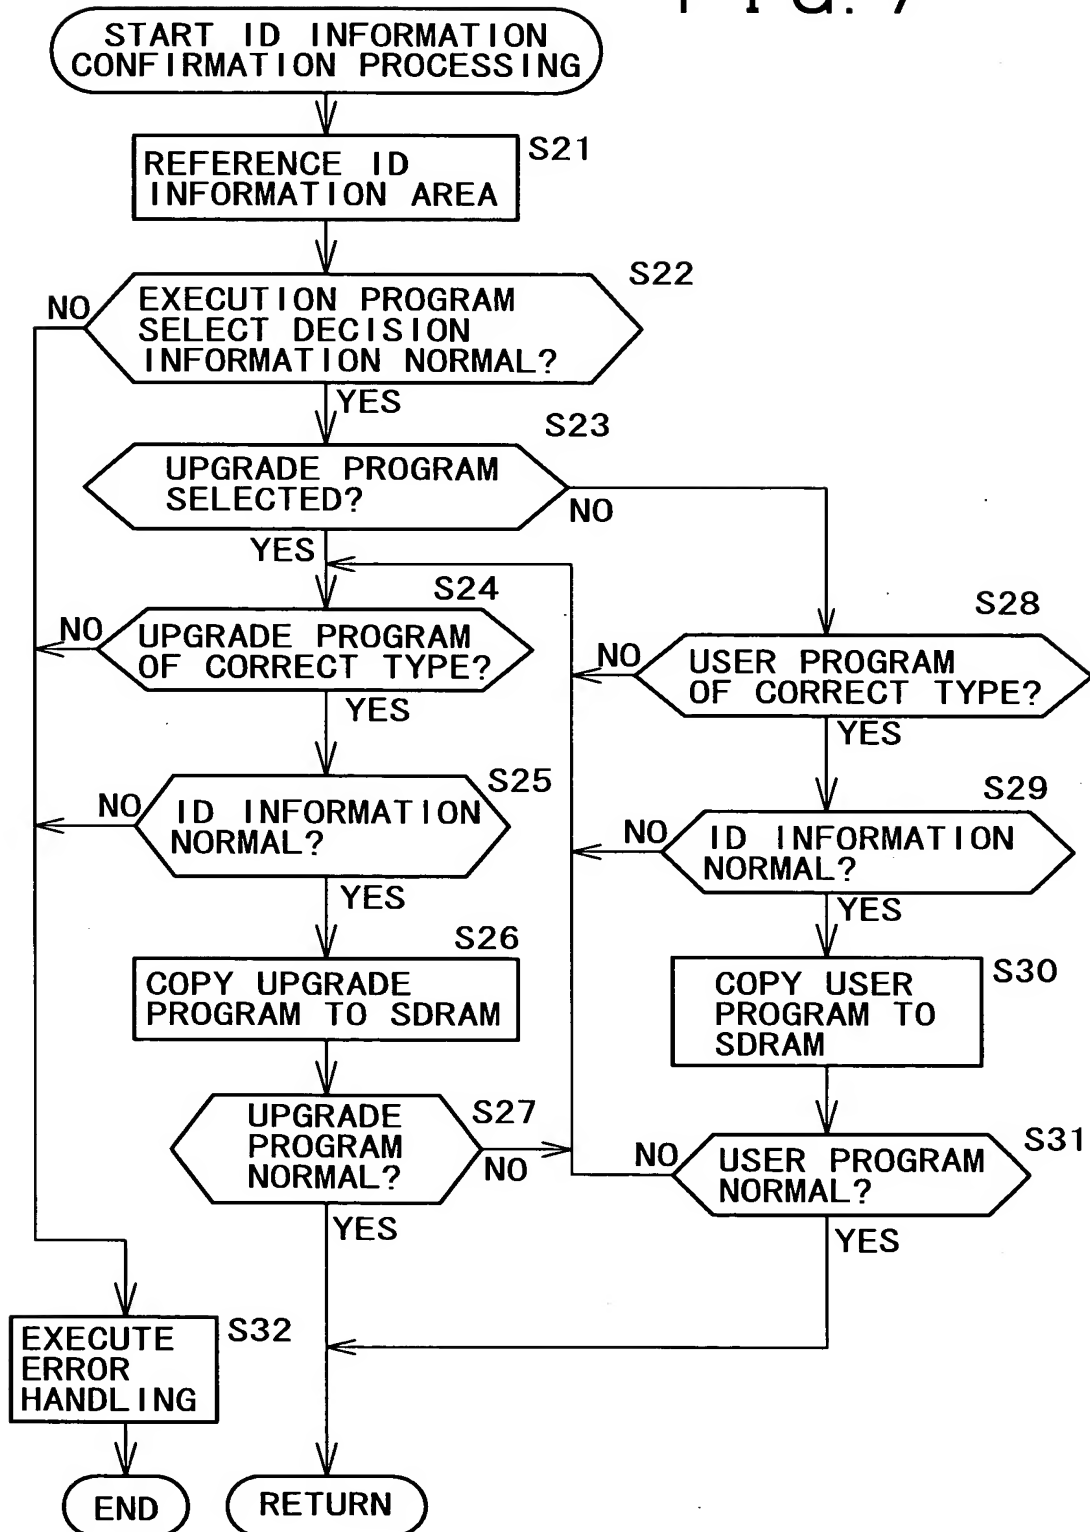 FIG. 7
START ID INFORMATION
CONFIRMATION PROCESSING
S21
REFERENCE ID
INFORMATION AREA
S22
NO
EXECUTION PROGRAM
SELECT DECISION
INFORMATION NORMAL?
YES
S23
UPGRADE PROGRAM
SELECTED?
NO
YES
S24
NO
UPGRADE PROGRAM
OF CORRECT TYPE?
YES
S28
NO
USER PROGRAM
OF CORRECT TYPE?
YES
S25
NO
ID INFORMATION
NORMAL?
YES
S29
NO
ID INFORMATION
NORMAL?
YES
S26
COPY UPGRADE
PROGRAM TO SDRAM
S30
COPY USER
PROGRAM TO
SDRAM
S27
UPGRADE
PROGRAM
NORMAL?
NO
YES
S31
NO
USER PROGRAM
NORMAL?
YES
S32
EXECUTE
ERROR
HANDLING
END
RETURN